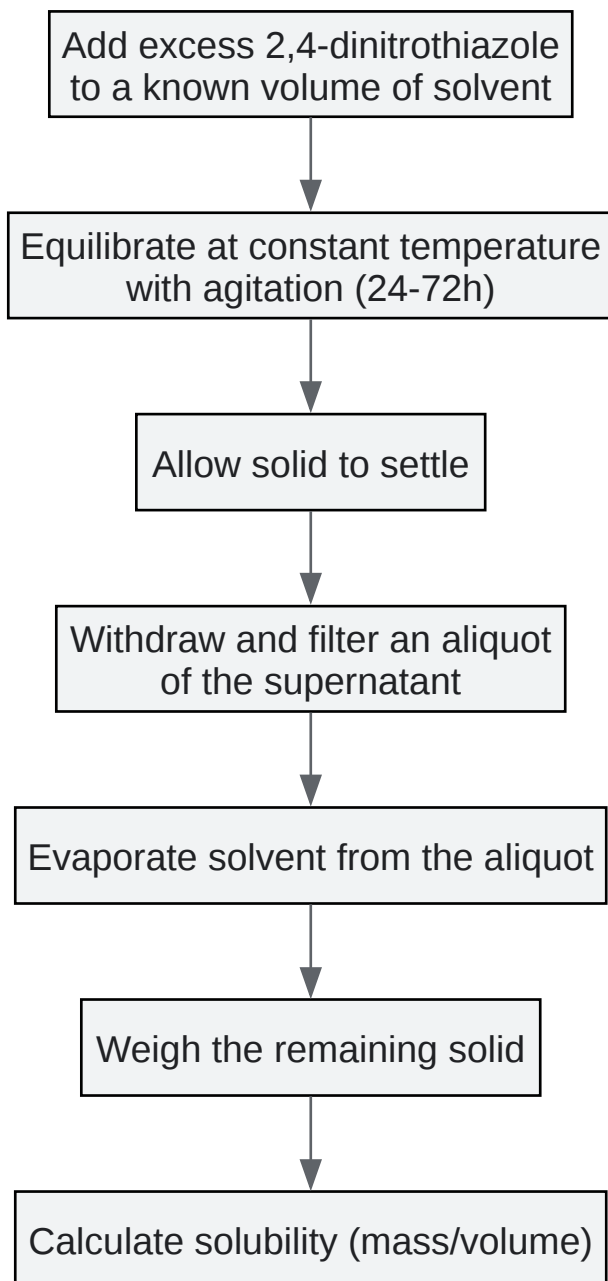 Add excess 2,4-dinitrothiazole
to a known volume of solvent
Equilibrate at constant temperature
with agitation (24-72h)
Allow solid to settle
Withdraw and filter an aliquot
of the supernatant
Evaporate solvent from the aliquot
Weigh the remaining solid
Calculate solubility (mass/volume)